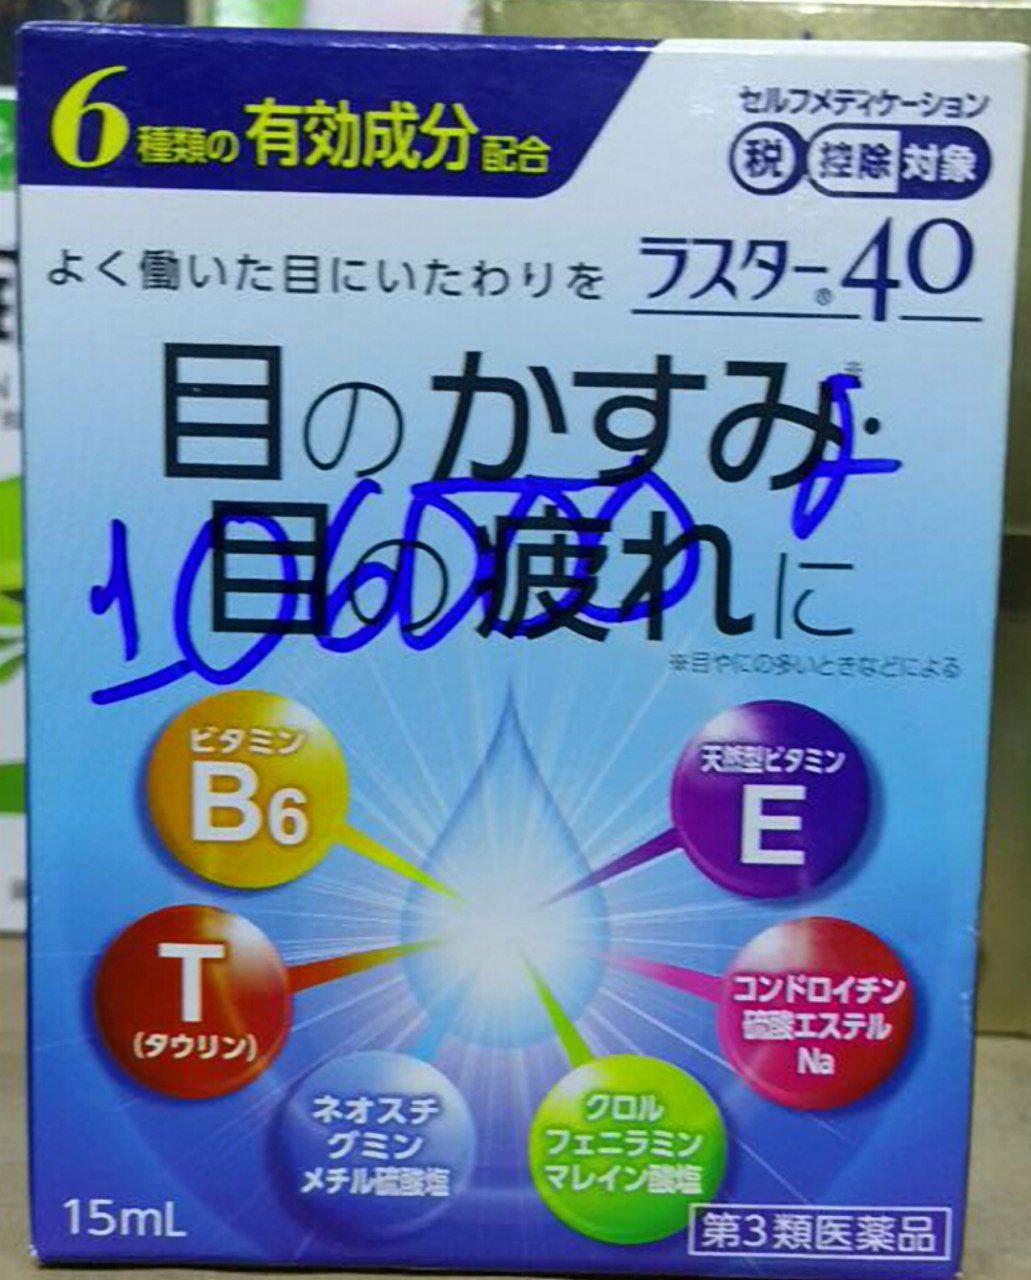 6種類の有効成分配合
セルフメディケーション
税 控除対象
よく働いた目にいたわりを
ラスター®40
目のかすみ※・
目の疲れに
※目やにの多いときなどによる
ビタミン
B6
天然型ビタミン
E
T
(タウリン)
コンドロイチン
硫酸エステル
Na
ネオスチ
グミン
メチル硫酸塩
クロル
フェニラミン
マレイン酸塩
15mL
第3類医薬品